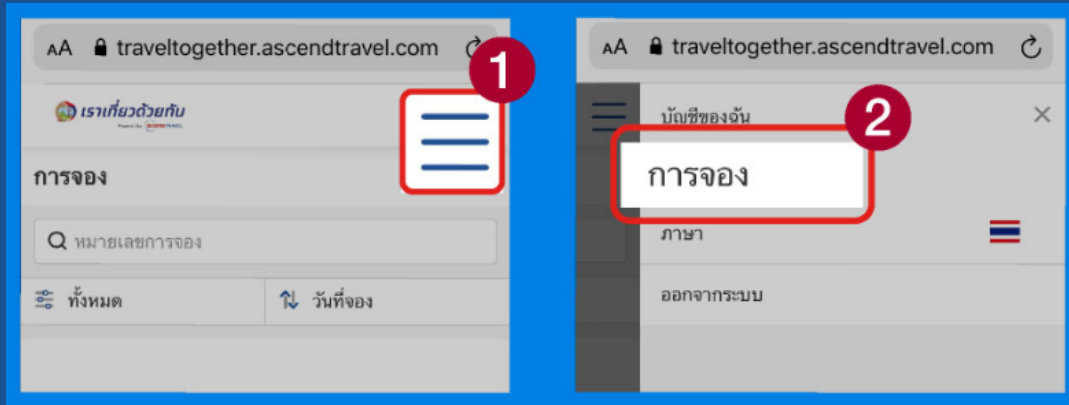 AA traveltogether.ascendtravel.com
1
เราเที่ยวด้วยกัน
การจอง
หมายเลขการจอง
ทั้งหมด
วันที่จอง
AA traveltogether.ascendtravel.com
2
บัญชีของฉัน
การจอง
ภาษา
ออกจากระบบ